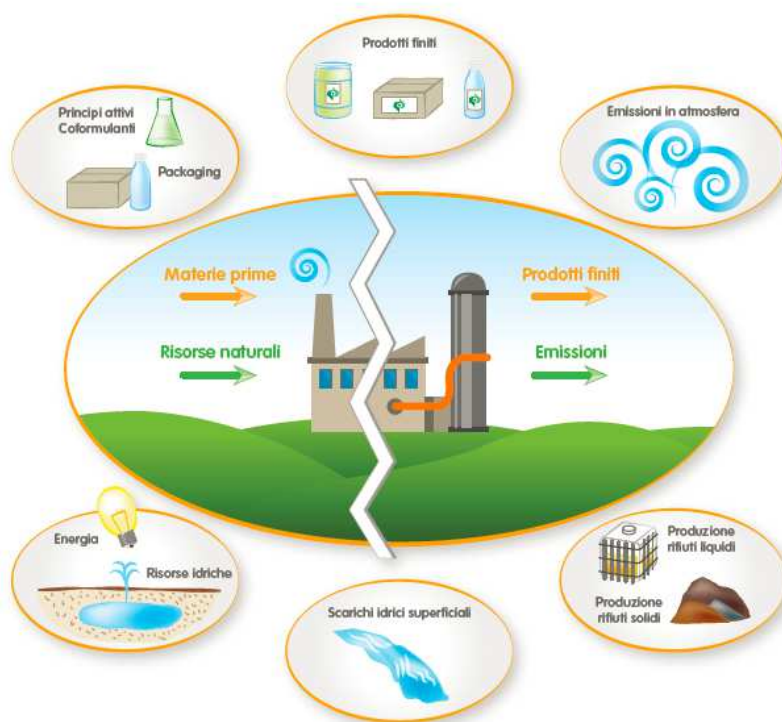 Prodotti finiti
Principi attivi
Coformulanti
Packaging
Emissioni in atmosfera
Materie prime
Prodotti finiti
Risorse naturali
Emissioni
Energia
Risorse idriche
Produzione
rifiuti liquidi
Produzione
rifiuti solidi
Scarichi idrici superficiali